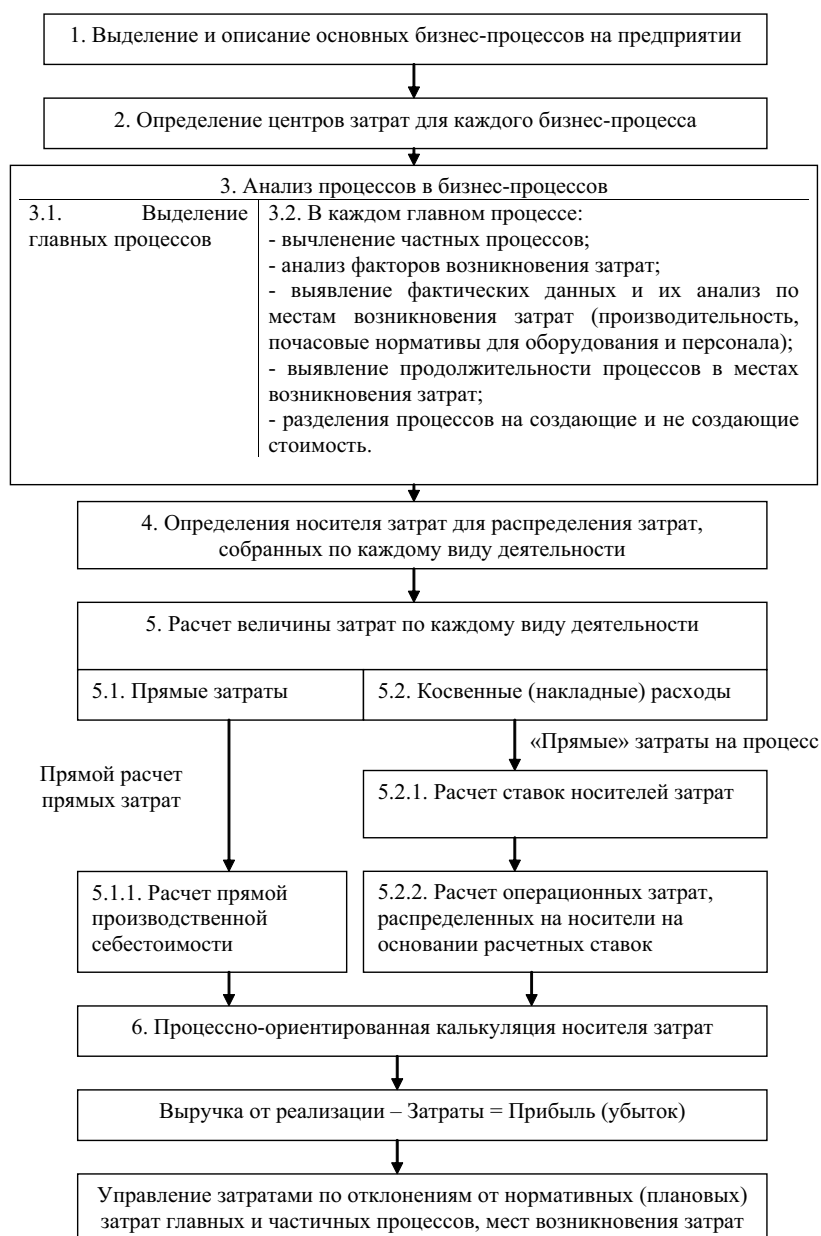 1. Выделение и описание основных бизнес-процессов на предприятии
2. Определение центров затрат для каждого бизнес-процесса
3. Анализ процессов в бизнес-процессов
3.1. Выделение
главных процессов
3.2. В каждом главном процессе:
- вычленение частных процессов;
- анализ факторов возникновения затрат;
- выявление фактических данных и их анализ по
местам возникновения затрат (производительность,
почасовые нормативы для оборудования и персонала);
- выявление продолжительности процессов в местах
возникновения затрат;
- разделения процессов на создающие и не создающие
стоимость.
4. Определения носителя затрат для распределения затрат,
собранных по каждому виду деятельности
5. Расчет величины затрат по каждому виду деятельности
5.1. Прямые затраты
5.2. Косвенные (накладные) расходы
«Прямые» затраты на процесс
Прямой расчет
прямых затрат
5.2.1. Расчет ставок носителей затрат
5.1.1. Расчет прямой
производственной
себестоимости
5.2.2. Расчет операционных затрат,
распределенных на носители на
основании расчетных ставок
6. Процессно-ориентированная калькуляция носителя затрат
Выручка от реализации – Затраты = Прибыль (убыток)
Управление затратами по отклонениям от нормативных (плановых)
затрат главных и частичных процессов, мест возникновения затрат